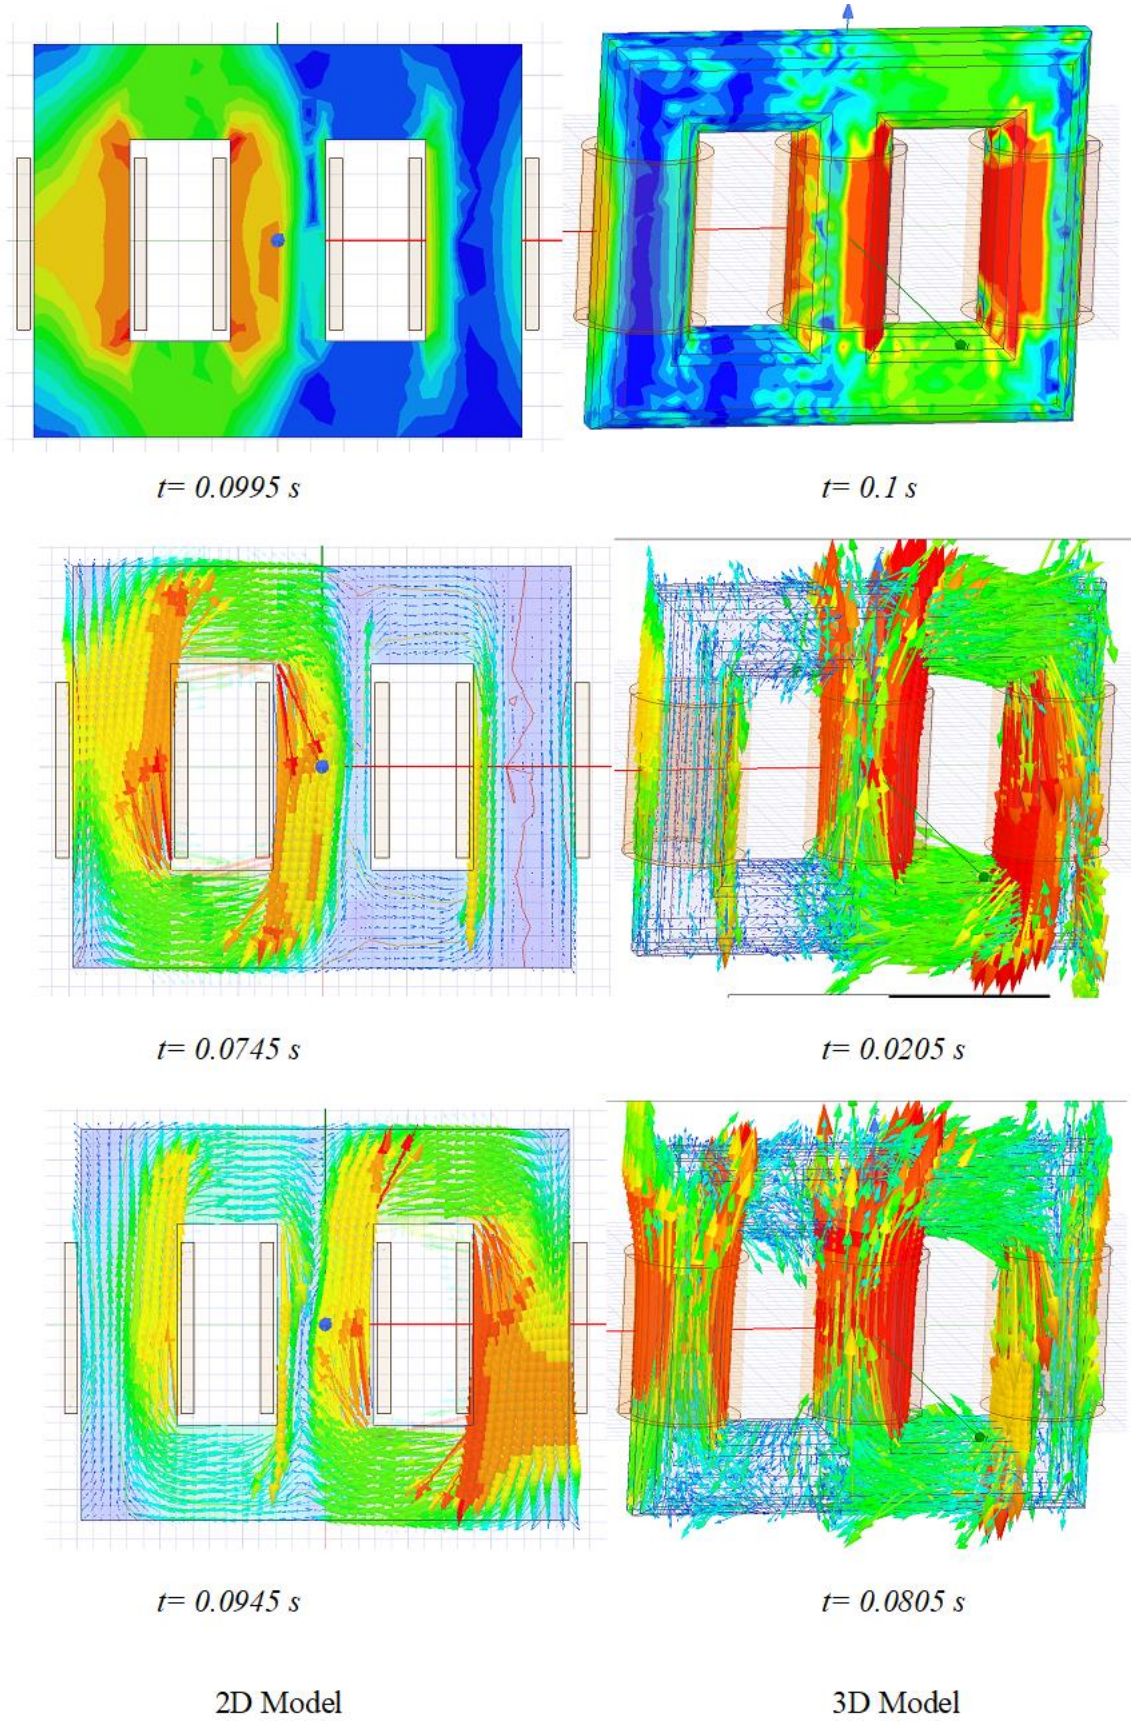 t= 0.0995 s
t= 0.1 s
t= 0.0745 s
t= 0.0205 s
t= 0.0945 s
t= 0.0805 s
2D Model
3D Model